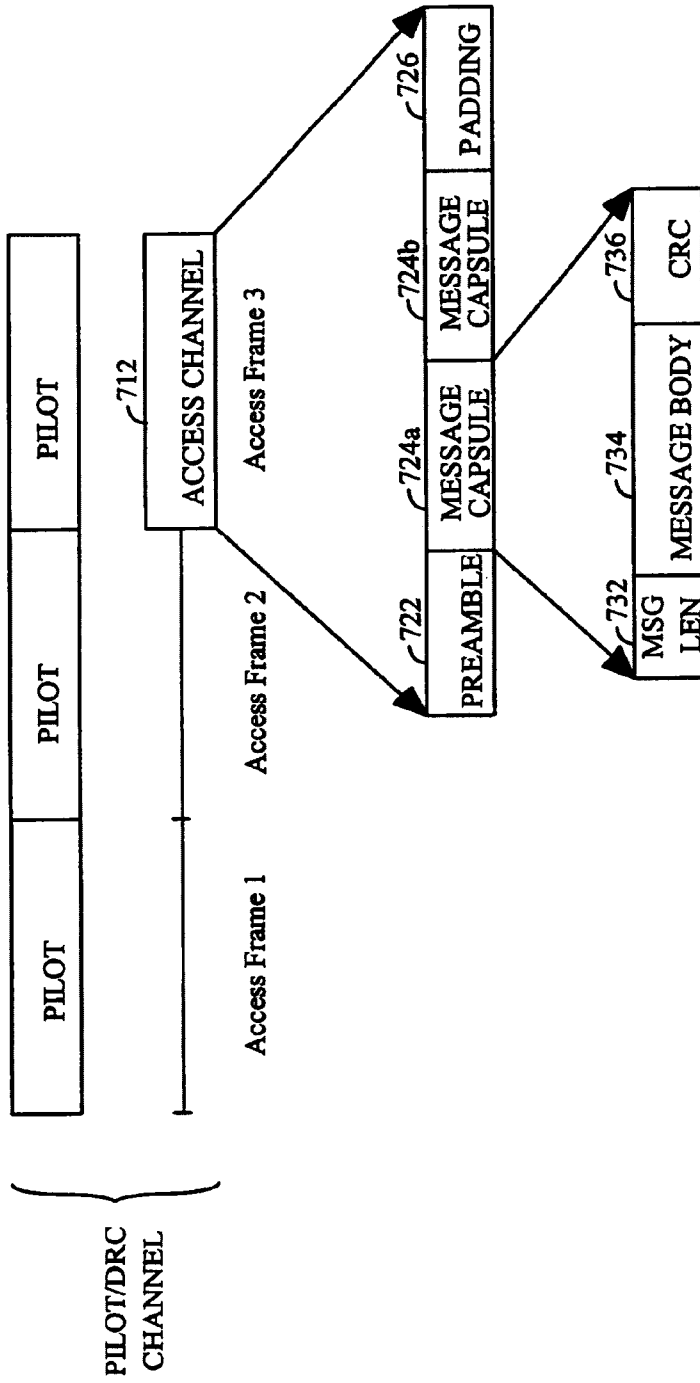 PILOT/DRC
CHANNEL
PILOT
PILOT
PILOT
712
ACCESS CHANNEL
Access Frame 1
Access Frame 2
Access Frame 3
722
724a
724b
726
PREAMBLE
MESSAGE
CAPSULE
MESSAGE
CAPSULE
PADDING
732
734
736
MSG
LEN
MESSAGE BODY
CRC